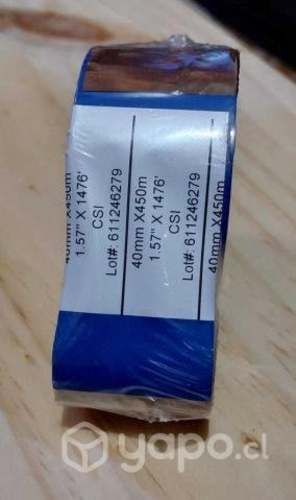 40mm X450m
1.57" X 1476'
CSI
Lot#: 611246279
40mm X450m
1.57" X 1476'
CSI
Lot#: 611246279
40mm X450m
yapo.cl